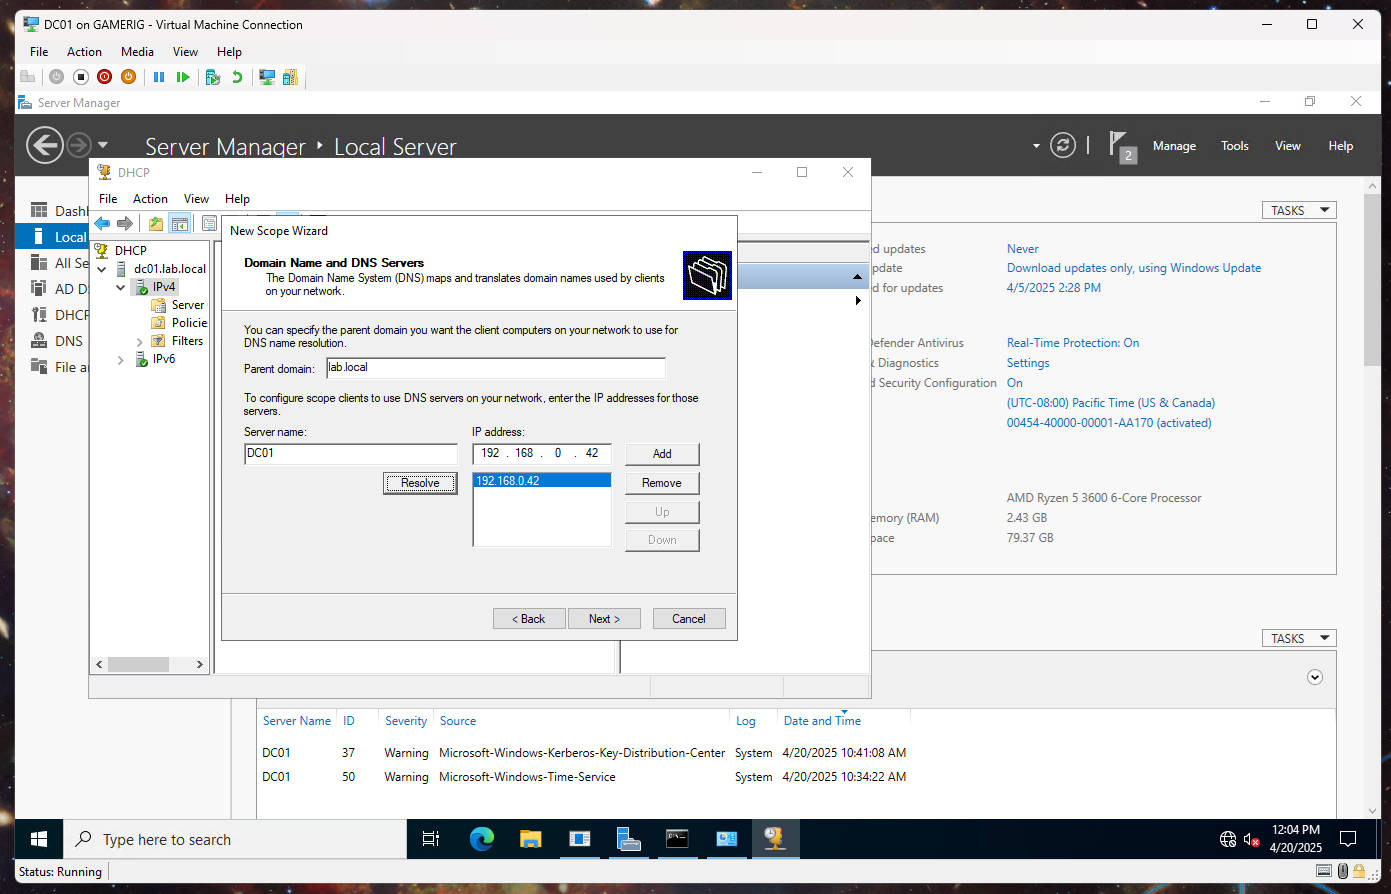 DC01 on GAMERIG - Virtual Machine Connection
File Action Media View Help
Server Manager
Server Manager Local Server
2
Manage Tools View Help
Dashb
Local
All Se
AD D
DHCP
DNS
File a
DHCP
File Action View Help
DHCP
dc01.lab.local
IPv4
Server
Policie
Filters
IPv6
New Scope Wizard
Domain Name and DNS Servers
The Domain Name System (DNS) maps and translates domain names used by clients
on your network.
You can specify the parent domain you want the client computers on your network to use for
DNS name resolution.
Parent domain: lab.local
To configure scope clients to use DNS servers on your network, enter the IP addresses for those
servers.
Server name: IP address:
DC01 192 . 168 . 0 . 42 Add
Resolve 192.168.0.42 Remove
Up
Down
< Back Next > Cancel
TASKS
d updates Never
pdate Download updates only, using Windows Update
d for updates 4/5/2025 2:28 PM
Defender Antivirus Real-Time Protection: On
& Diagnostics Settings
d Security Configuration On
(UTC-08:00) Pacific Time (US & Canada)
00454-40000-00001-AA170 (activated)
AMD Ryzen 5 3600 6-Core Processor
emory (RAM) 2.43 GB
pace 79.37 GB
TASKS
Server Name ID Severity Source Log Date and Time
DC01 37 Warning Microsoft-Windows-Kerberos-Key-Distribution-Center System 4/20/2025 10:41:08 AM
DC01 50 Warning Microsoft-Windows-Time-Service System 4/20/2025 10:34:22 AM
Type here to search
12:04 PM
4/20/2025
Status: Running